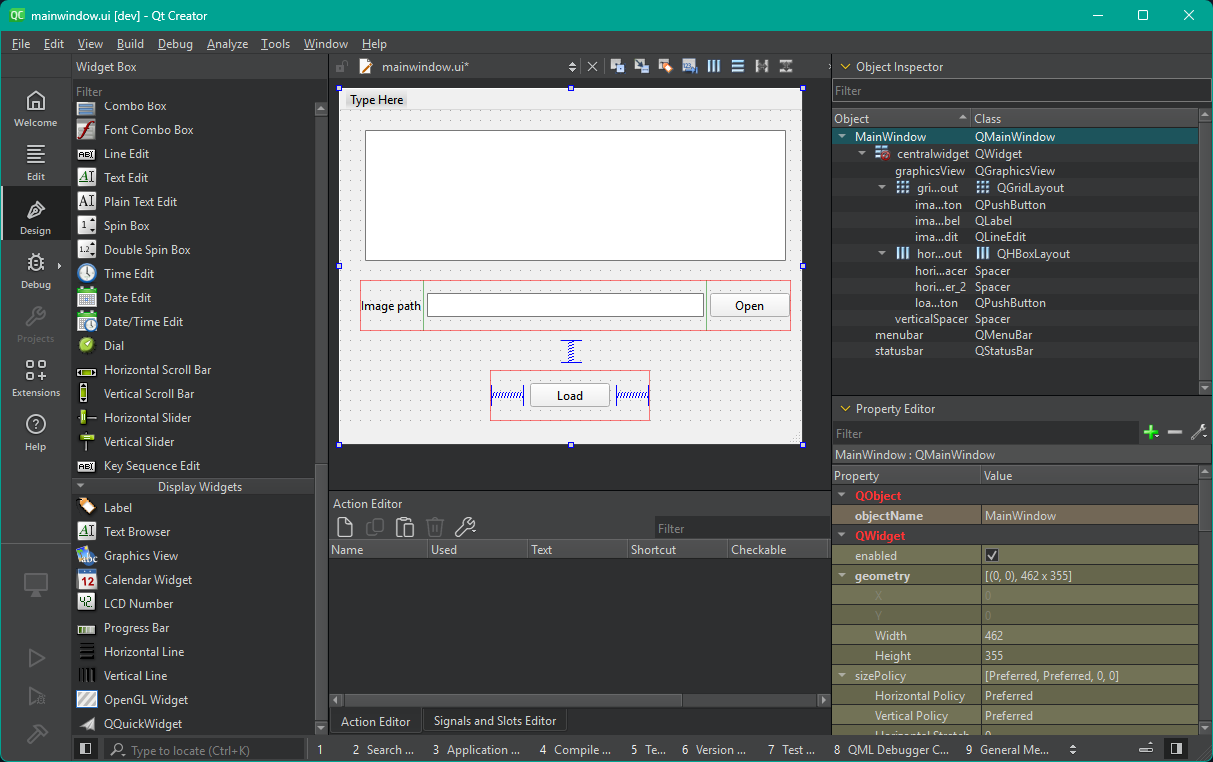 QC mainwindow.ui [dev] - Qt Creator
File Edit View Build Debug Analyze Tools Window Help
Welcome
Edit
Design
Debug
Projects
Extensions
Help
Widget Box
Filter
Combo Box
Font Combo Box
Line Edit
Text Edit
Plain Text Edit
Spin Box
Double Spin Box
Time Edit
Date Edit
Date/Time Edit
Dial
Horizontal Scroll Bar
Vertical Scroll Bar
Horizontal Slider
Vertical Slider
Key Sequence Edit
Display Widgets
Label
Text Browser
Graphics View
Calendar Widget
LCD Number
Progress Bar
Horizontal Line
Vertical Line
OpenGL Widget
QQuickWidget
mainwindow.ui*
Type Here
Image path
Open
Load
Action Editor
Filter
Name Used Text Shortcut Checkable
Action Editor Signals and Slots Editor
Object Inspector
Filter
Object Class
MainWindow QMainWindow
centralwidget QWidget
graphicsView QGraphicsView
gri...out QGridLayout
ima...ton QPushButton
ima...bel QLabel
ima...dit QLineEdit
hor...out QHBoxLayout
hori...acer Spacer
hori...er_2 Spacer
loa...ton QPushButton
verticalSpacer Spacer
menubar QMenuBar
statusbar QStatusBar
Property Editor
Filter
MainWindow : QMainWindow
Property Value
QObject
objectName MainWindow
QWidget
enabled
geometry [(0, 0), 462 x 355]
X 0
Y 0
Width 462
Height 355
sizePolicy [Preferred, Preferred, 0, 0]
Horizontal Policy Preferred
Vertical Policy Preferred
Horizontal Stretch 0
Type to locate (Ctrl+K) 1 2 Search ... 3 Application ... 4 Compile ... 5 Te... 6 Version ... 7 Test ... 8 QML Debugger C... 9 General Me...